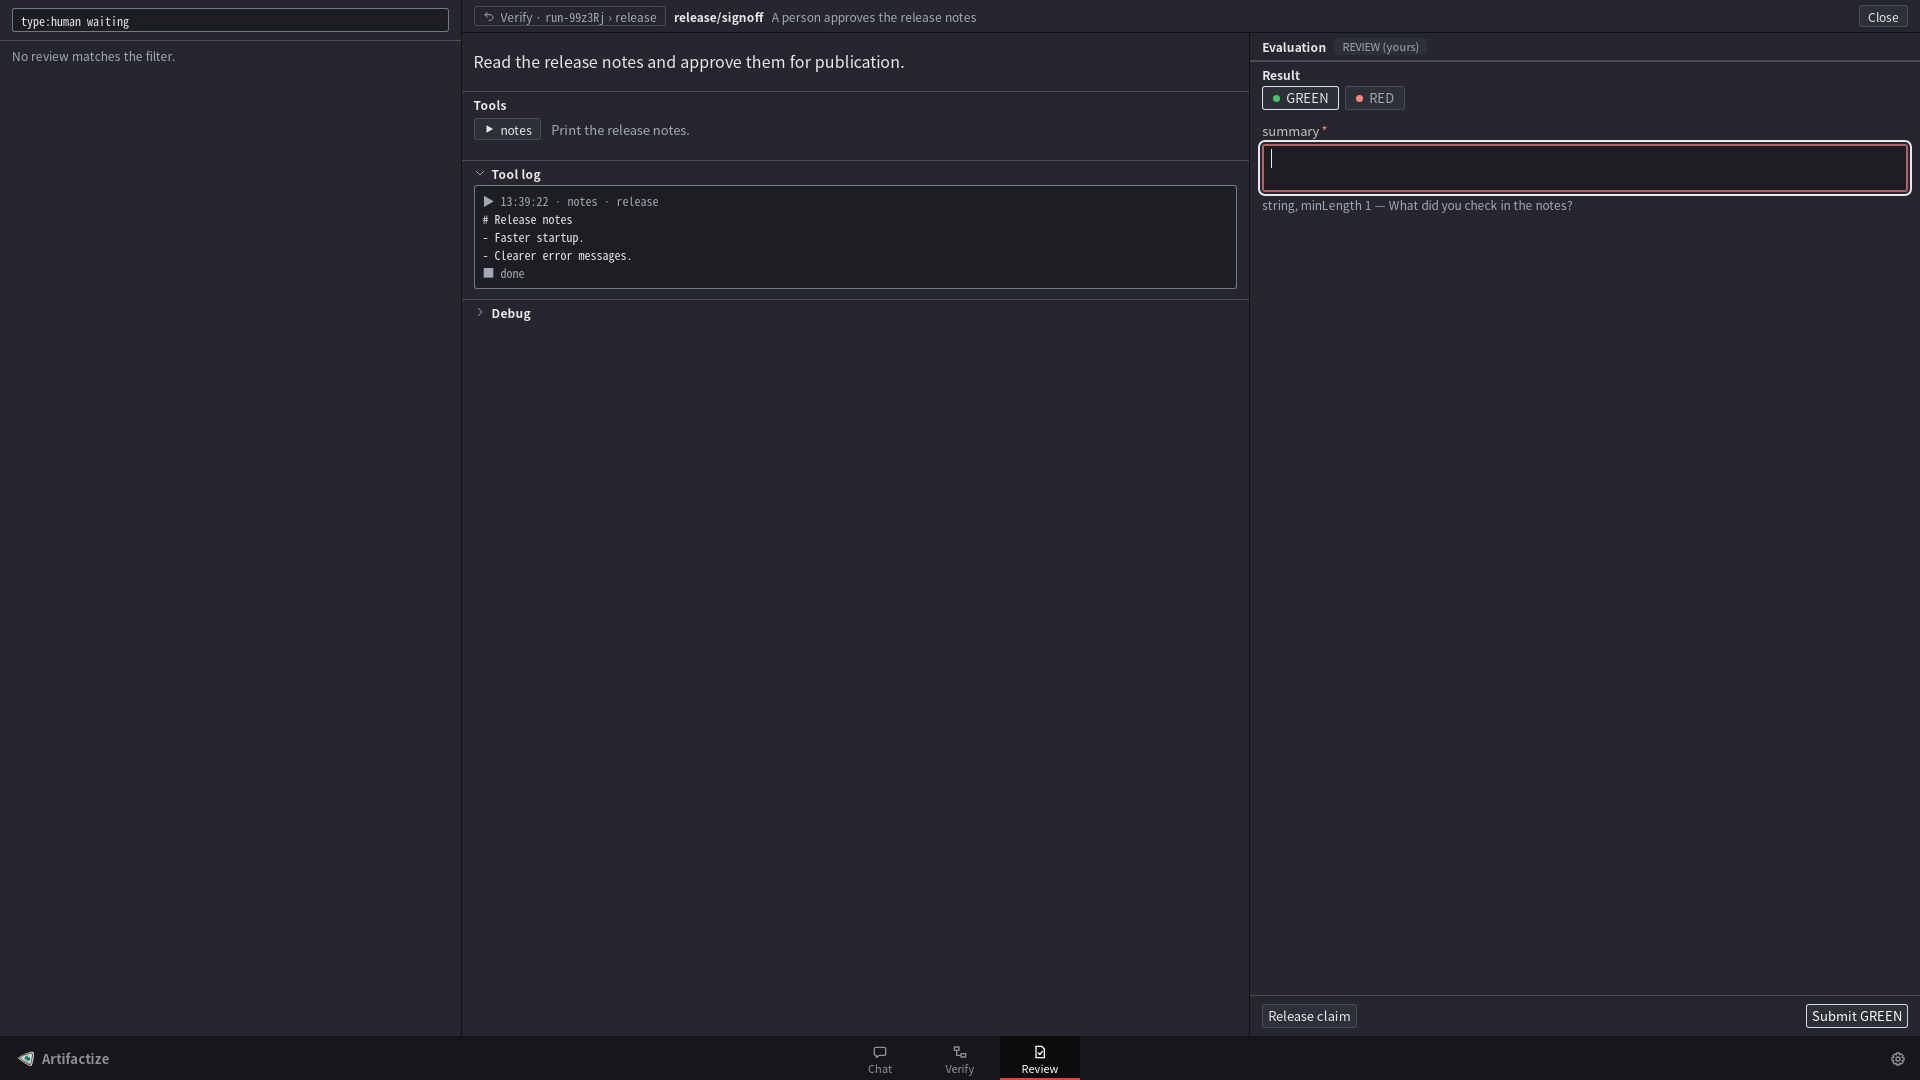 type:human waiting
No review matches the filter.
Verify · run-99z3Rj › release
release/signoff A person approves the release notes
Close
Read the release notes and approve them for publication.
Tools
notes Print the release notes.
Tool log
13:39:22 · notes · release
# Release notes
- Faster startup.
- Clearer error messages.
done
Debug
Evaluation REVIEW (yours)
Result
GREEN RED
summary *
string, minLength 1 — What did you check in the notes?
Release claim Submit GREEN
Artifactize
Chat Verify Review